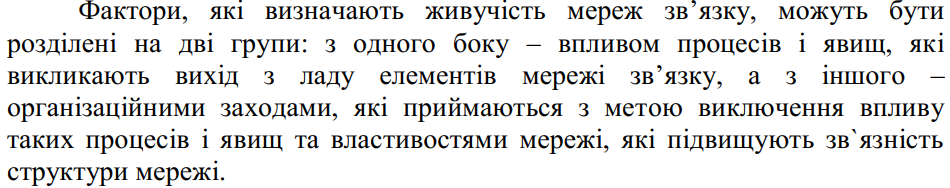 Фактори, які визначають живучість мереж зв’язку, можуть бути
розділені на дві групи: з одного боку – впливом процесів і явищ, які
викликають вихід з ладу елементів мережі зв’язку, а з іншого –
організаційними заходами, які приймаються з метою виключення впливу
таких процесів і явищ та властивостями мережі, які підвищують зв`язність
структури мережі.